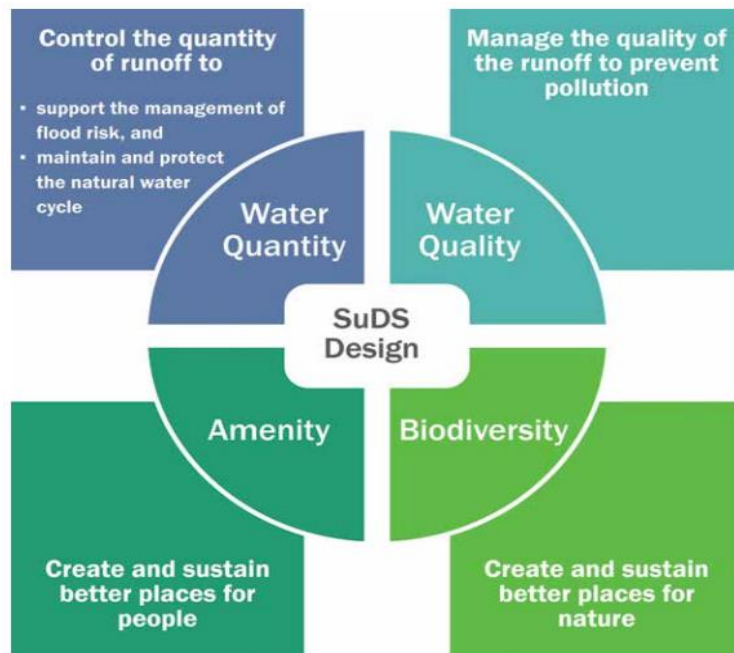 Control the quantity
of runoff to
• support the management of
flood risk, and
• maintain and protect
the natural water
cycle
Manage the quality of
the runoff to prevent
pollution
Water
Quantity
Water
Quality
SuDS
Design
Amenity
Biodiversity
Create and sustain
better places for
people
Create and sustain
better places for
nature